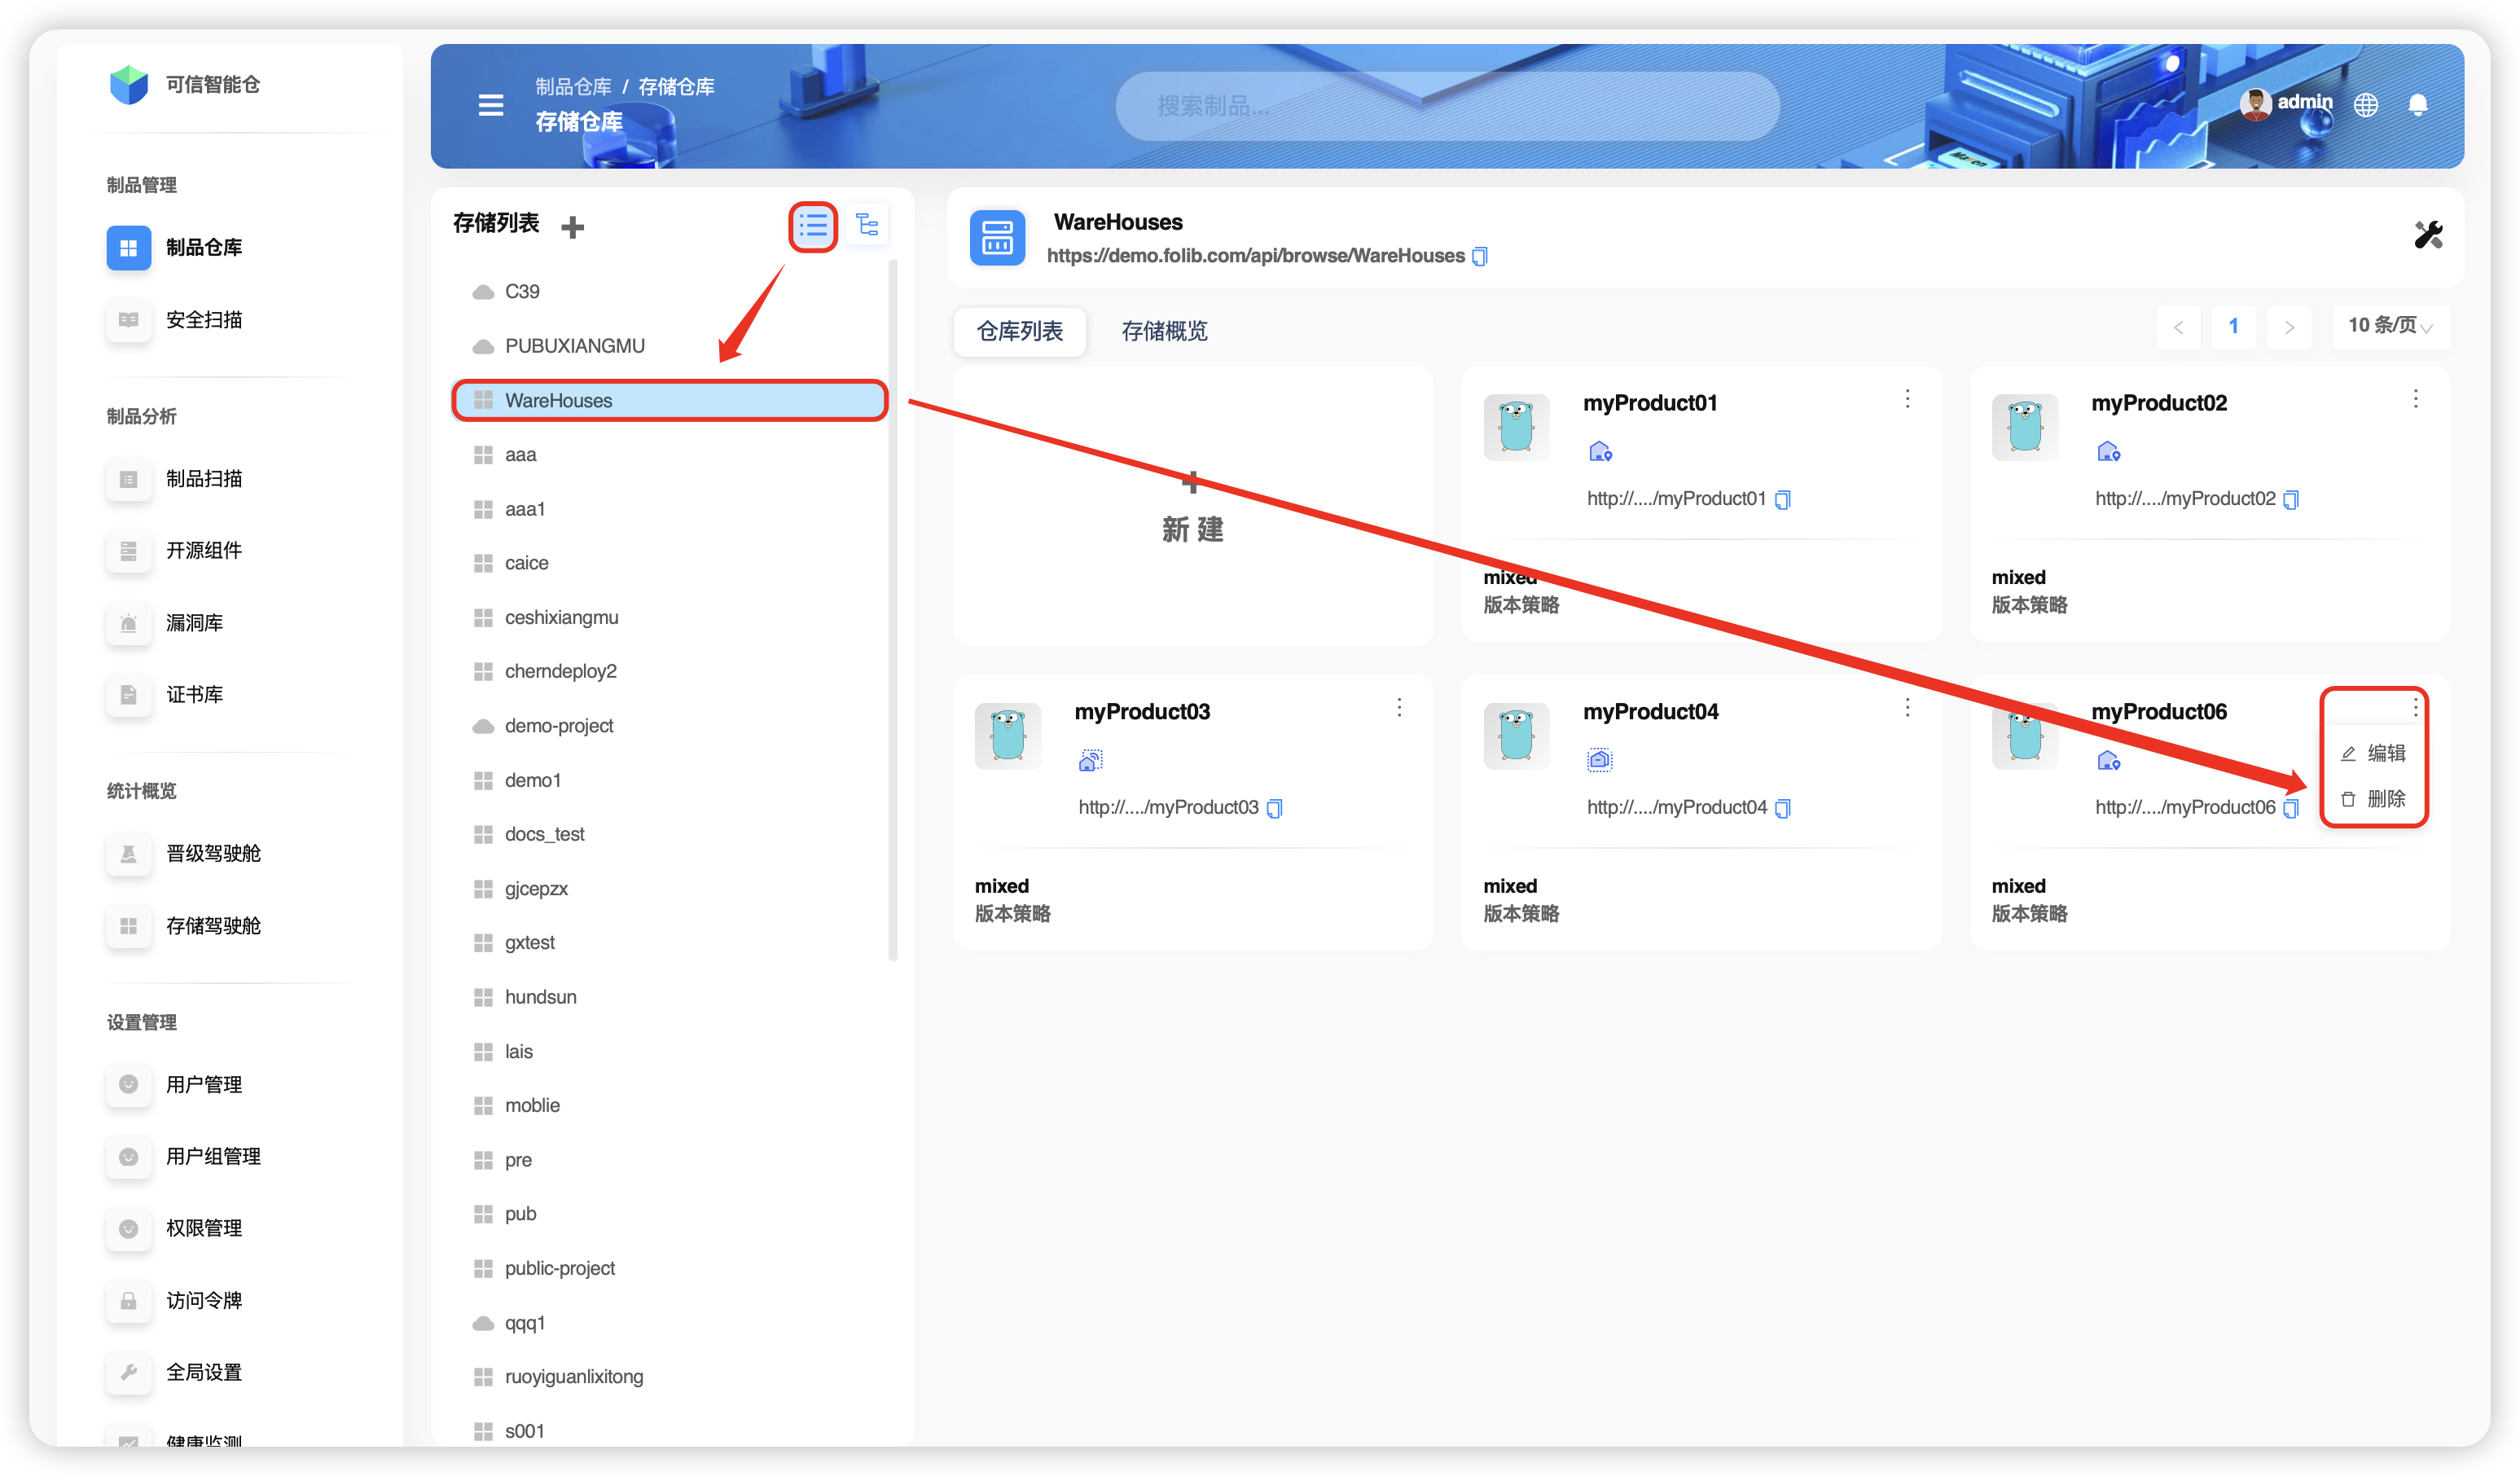 可信智能仓
制品管理
制品仓库
安全扫描
制品分析
制品扫描
开源组件
漏洞库
证书库
统计概览
晋级驾驶舱
存储驾驶舱
设置管理
用户管理
用户组管理
权限管理
访问令牌
全局设置
健康监测
制品仓库 / 存储仓库
存储仓库
搜索制品...
Maven
admin
存储列表
C39
PUBUXIANGMU
WareHouses
aaa
aaa1
caice
ceshixiangmu
cherndeploy2
demo-project
demo1
docs_test
gjcepzx
gxtest
hundsun
lais
moblie
pre
pub
public-project
qqq1
ruoyiguanlixitong
s001
WareHouses
https://demo.folib.com/api/browse/WareHouses
仓库列表
存储概览
< 1 > 10 条/页
新 建
myProduct01
http://..../myProduct01
mixed
版本策略
myProduct02
http://..../myProduct02
mixed
版本策略
myProduct03
http://..../myProduct03
mixed
版本策略
myProduct04
http://..../myProduct04
mixed
版本策略
myProduct06
http://..../myProduct06
mixed
版本策略
编辑
删除